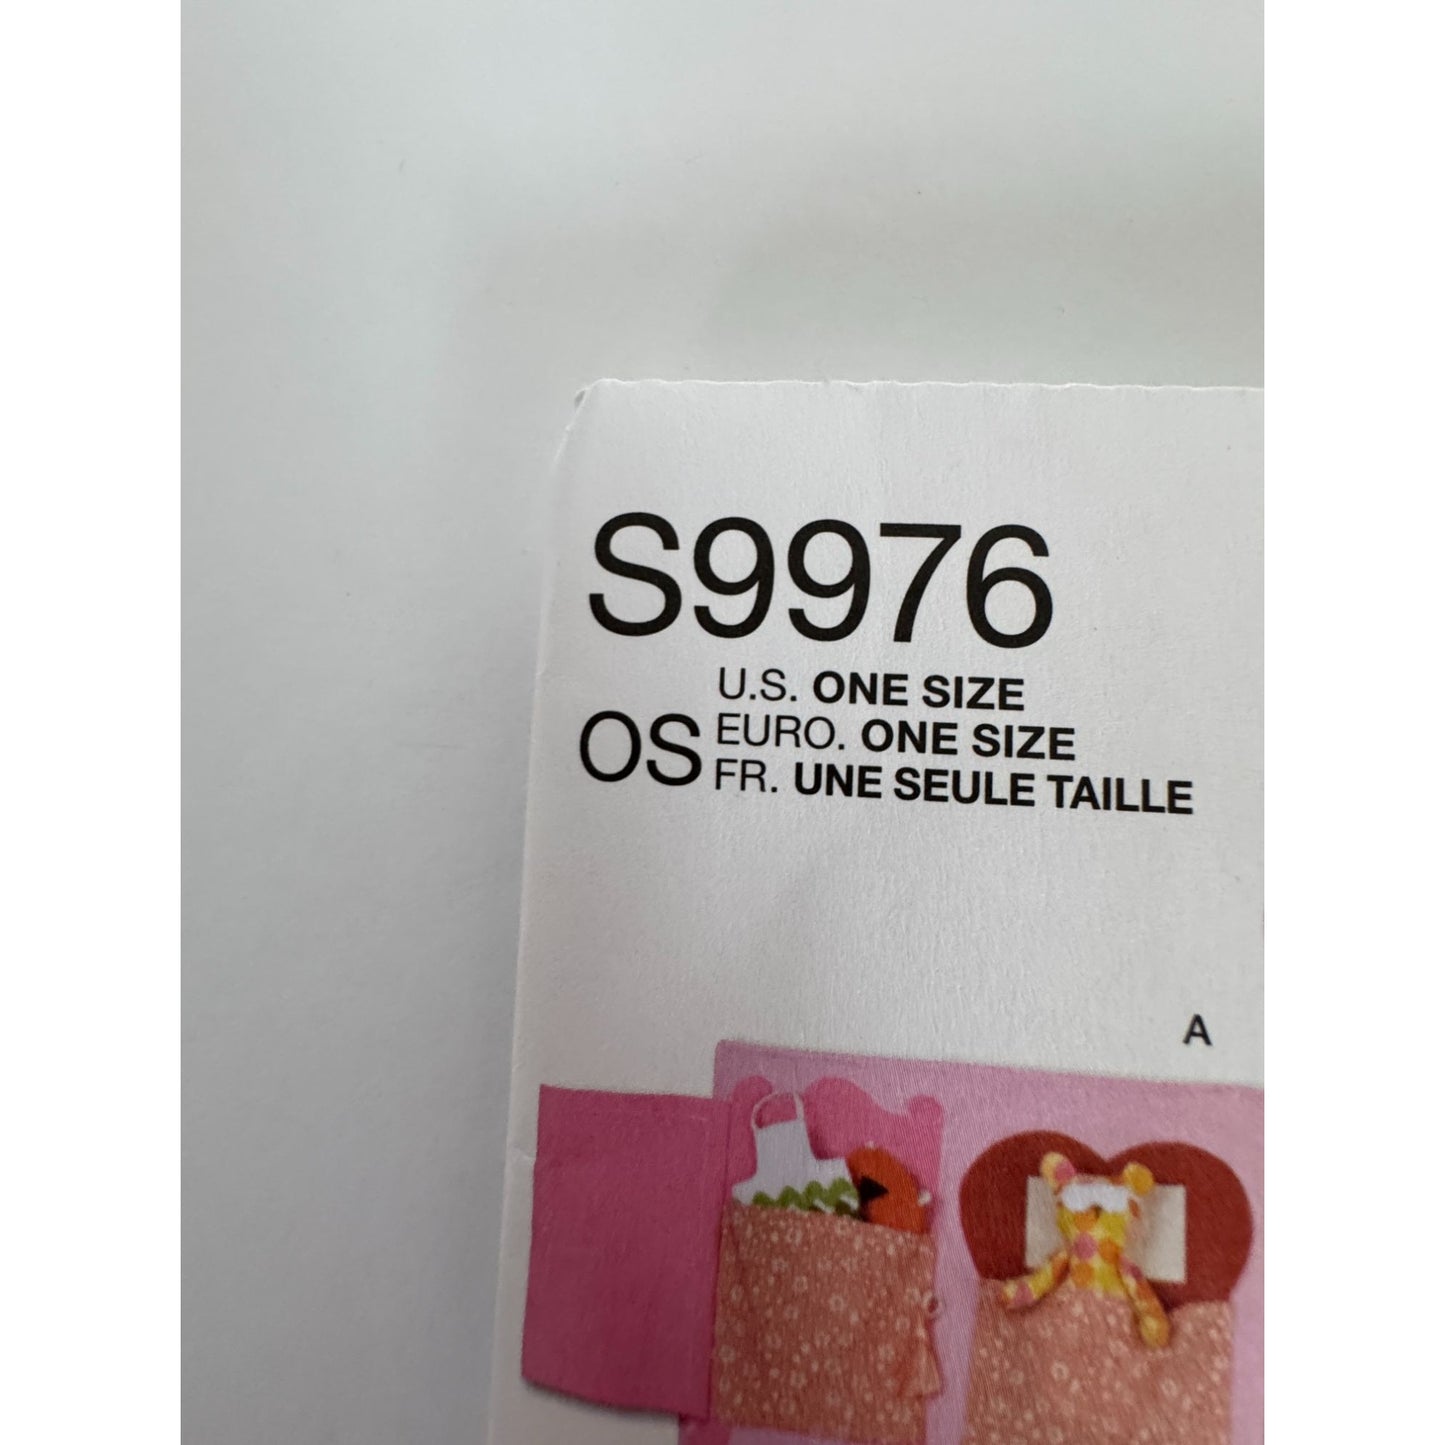 S9976
OS
U.S. ONE SIZE
EURO. ONE SIZE
FR. UNE SEULE TAILLE
A